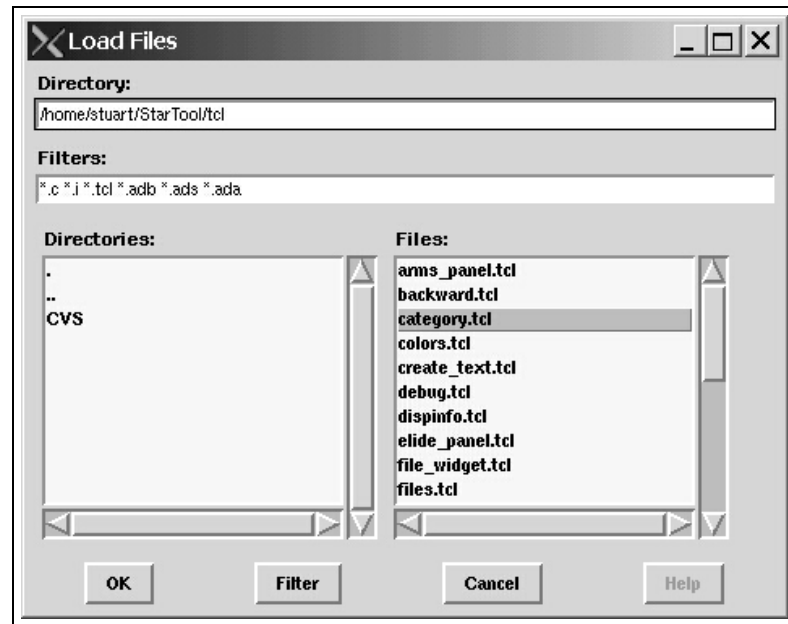 Load Files
Directory:
/home/stuart/StarTool/tcl
Filters:
*.c *.i *.tcl *.adb *.ads *.ada
Directories:
.
..
CVS
Files:
arms_panel.tcl
backward.tcl
category.tcl
colors.tcl
create_text.tcl
debug.tcl
dispinfo.tcl
elide_panel.tcl
file_widget.tcl
files.tcl
OK Filter Cancel Help